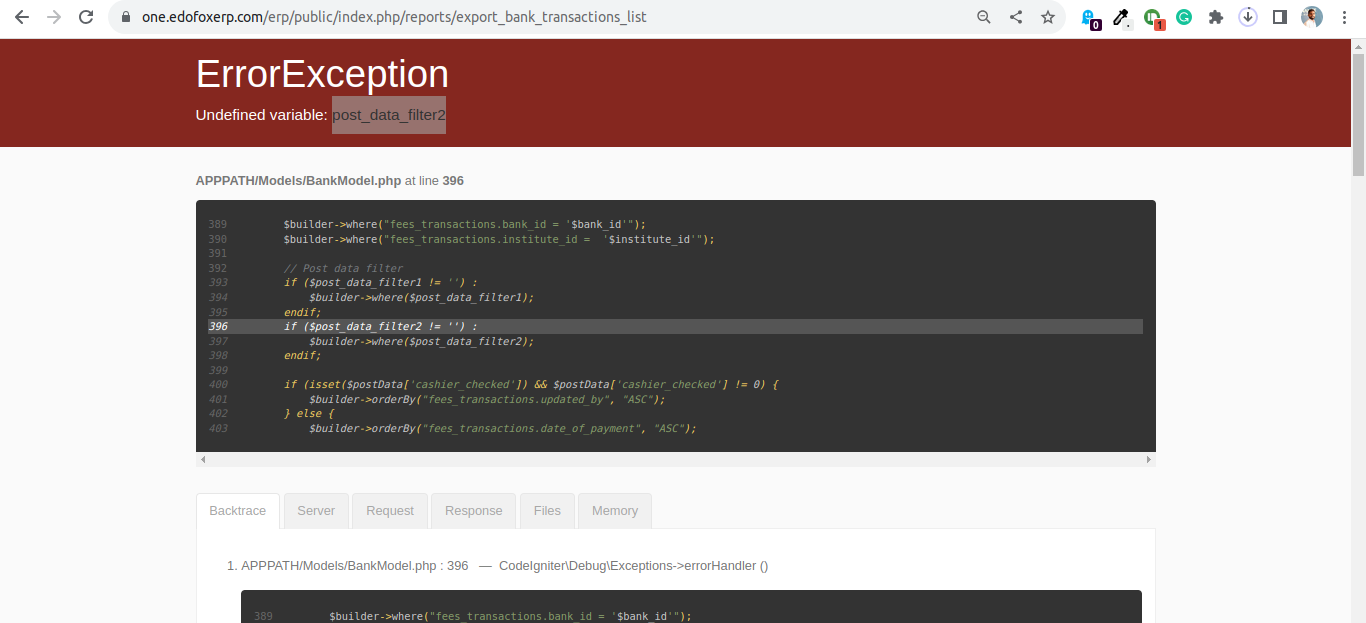 one.edofoxerp.com/erp/public/index.php/reports/export_bank_transactions_list
0
1
ErrorException
Undefined variable: post_data_filter2
APPPATH/Models/BankModel.php at line 396
389 $builder->where("fees_transactions.bank_id = '$bank_id'");
390 $builder->where("fees_transactions.institute_id =  '$institute_id'");
391
392 // Post data filter
393 if ($post_data_filter1 != '') :
394 $builder->where($post_data_filter1);
395 endif;
396 if ($post_data_filter2 != '') :
397 $builder->where($post_data_filter2);
398 endif;
399
400 if (isset($postData['cashier_checked']) && $postData['cashier_checked'] != 0) {
401 $builder->orderBy("fees_transactions.updated_by", "ASC");
402 } else {
403 $builder->orderBy("fees_transactions.date_of_payment", "ASC");
Backtrace Server Request Response Files Memory
1. APPPATH/Models/BankModel.php : 396 — CodeIgniter\Debug\Exceptions->errorHandler ()
389 $builder->where("fees_transactions.bank_id = '$bank_id'");